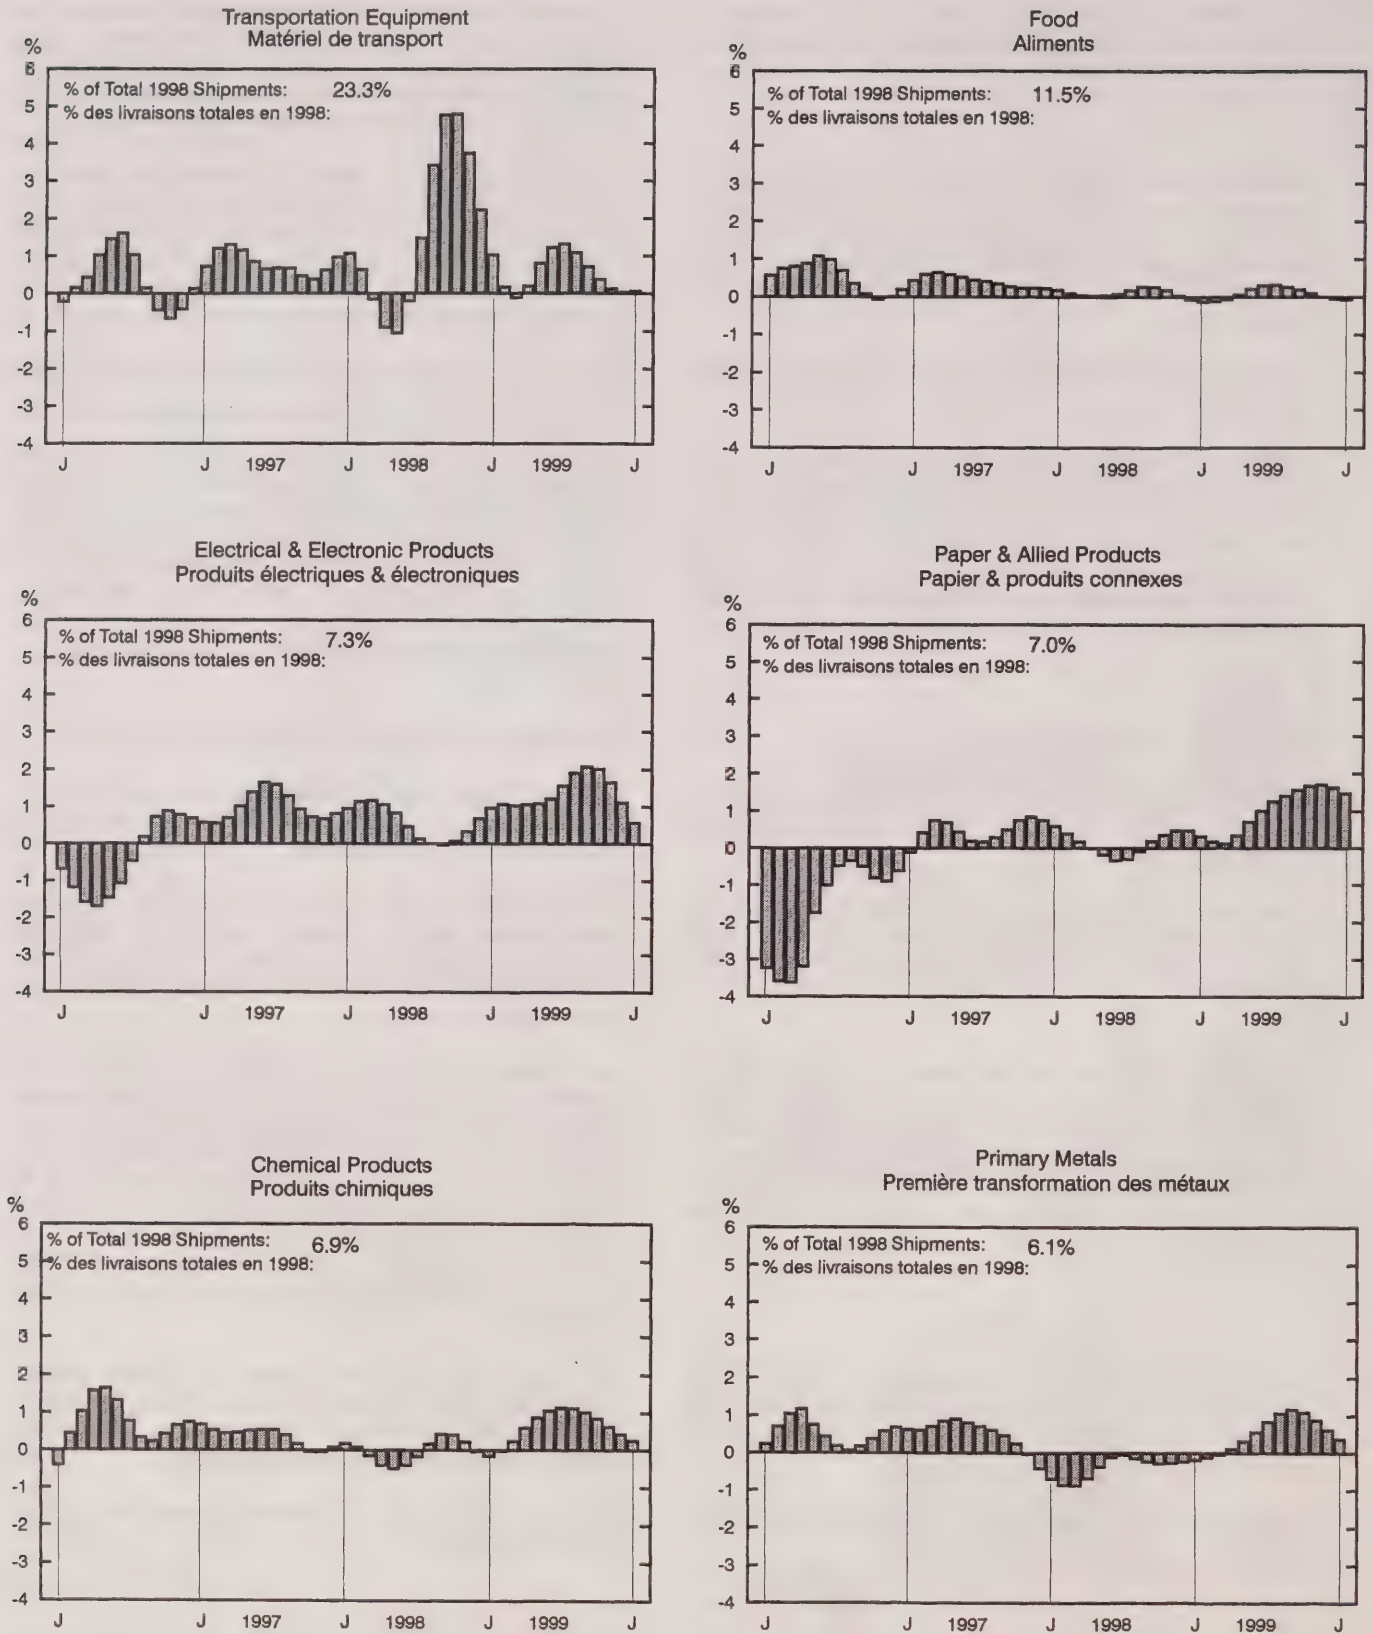 Transportation Equipment
Matériel de transport
%
6
% of Total 1998 Shipments: 23.3%
% des livraisons totales en 1998:
5
4
3
2
1
0
-1
-2
-3
-4
J J 1997 J 1998 J 1999 J
Food
Aliments
%
6
% of Total 1998 Shipments: 11.5%
% des livraisons totales en 1998:
5
4
3
2
1
0
-1
-2
-3
-4
J J 1997 J 1998 J 1999 J
Electrical & Electronic Products
Produits électriques & électroniques
%
6
% of Total 1998 Shipments: 7.3%
% des livraisons totales en 1998:
5
4
3
2
1
0
-1
-2
-3
-4
J J 1997 J 1998 J 1999 J
Paper & Allied Products
Papier & produits connexes
%
6
% of Total 1998 Shipments: 7.0%
% des livraisons totales en 1998:
5
4
3
2
1
0
-1
-2
-3
-4
J J 1997 J 1998 J 1999 J
Chemical Products
Produits chimiques
%
6
% of Total 1998 Shipments: 6.9%
% des livraisons totales en 1998:
5
4
3
2
1
0
-1
-2
-3
-4
J J 1997 J 1998 J 1999 J
Primary Metals
Première transformation des métaux
%
6
% of Total 1998 Shipments: 6.1%
% des livraisons totales en 1998:
5
4
3
2
1
0
-1
-2
-3
-4
J J 1997 J 1998 J 1999 J